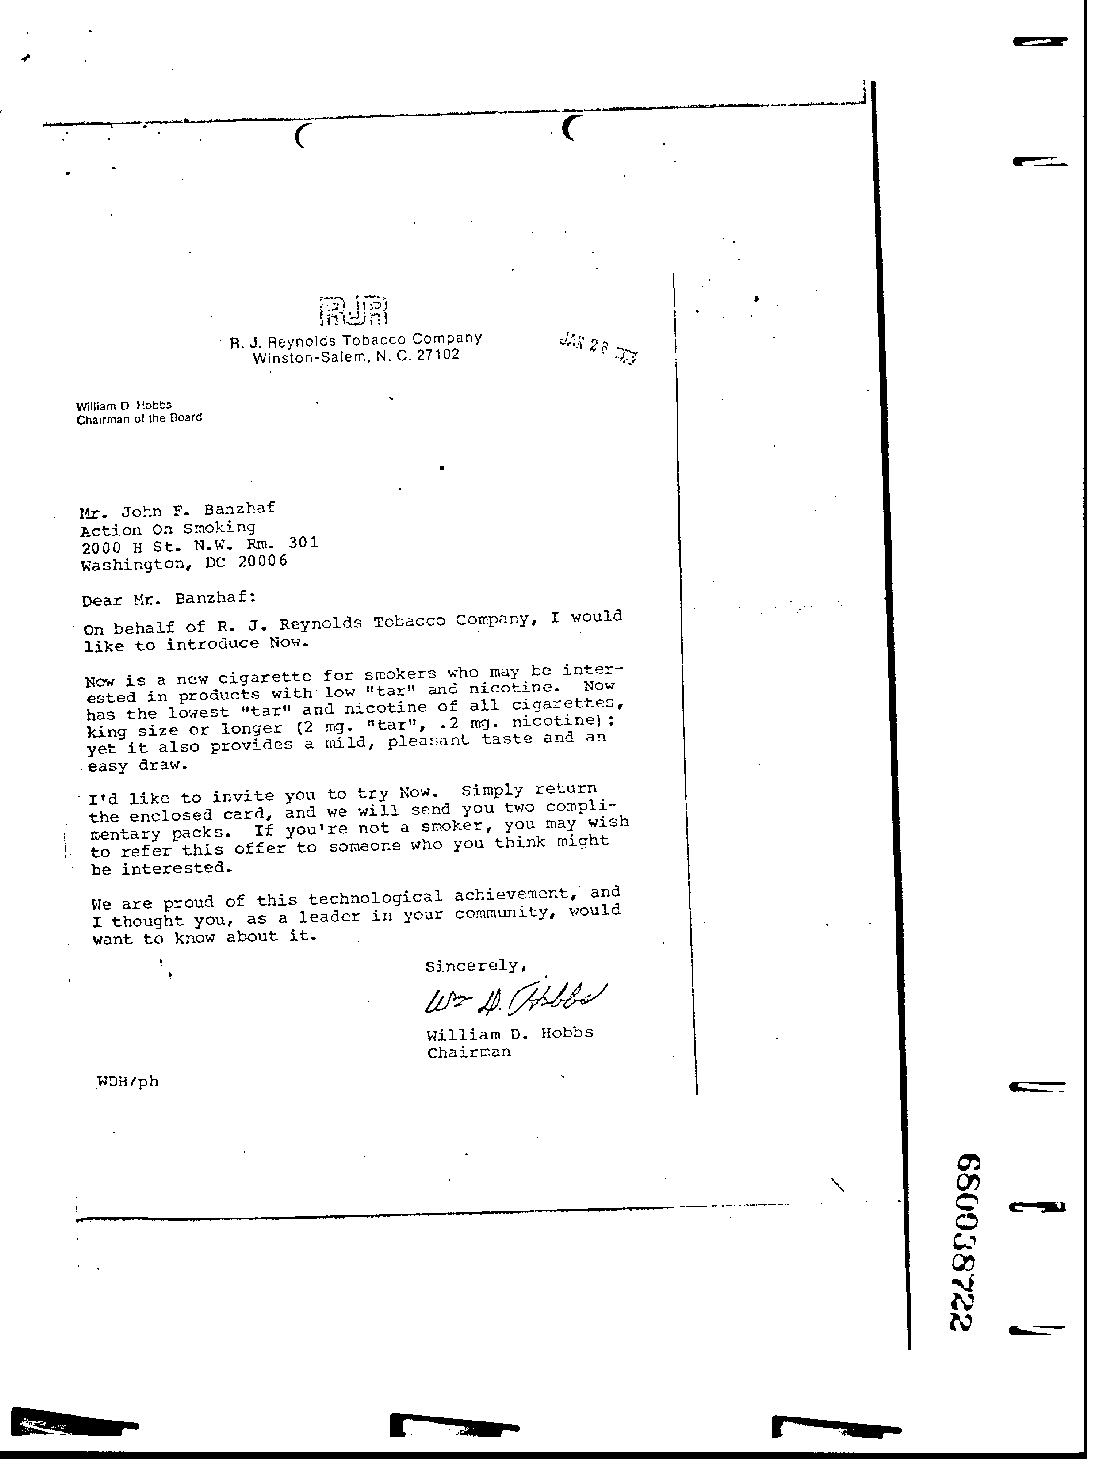 RJR
R. J. Reynolds Tobacco Company
Winston-Salem, N. C. 27102
JAN 28
William D. Hobbs
Chairman of the Board
Mr. John F. Banzhaf
Action On Smoking
2000 H St. N.W. Rm. 301
Washington, DC 20006
Dear Mr. Banzhaf:
On behalf of R. J. Reynolds Tobacco Company, I would
like to introduce Now.
Now is a new cigarette for smokers who may be inter-
ested in products with low "tar" and nicotine. Now
has the lowest "tar" and nicotine of all cigarettes,
king size or longer (2 mg. "tar", .2 mg. nicotine);
yet it also provides a mild, pleasant taste and an
easy draw.
I'd like to invite you to try Now. Simply return
the enclosed card, and we will send you two compli-
mentary packs. If you're not a smoker, you may wish
to refer this offer to someone who you think might
be interested.
We are proud of this technological achievement, and
I thought you, as a leader in your community, would
want to know about it.
Sincerely,
Wm D. Hobbs
William D. Hobbs
Chairman
WDH/ph
680038722